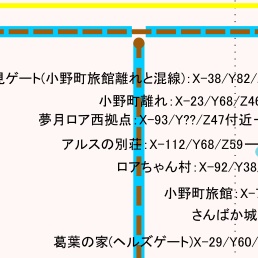 見ゲート(小野町旅館離れと混線):X-38/Y82/
小野町離れ:X-23/Y68/Z46
夢月ロア西拠点:X-93/Y??/Z47付近
アルスの別荘:X-112/Y68/Z59
ロアちゃん村:X-92/Y38
小野町旅館:X-
さんぱか城
葛葉の家(ヘルズゲート)X-29/Y60/